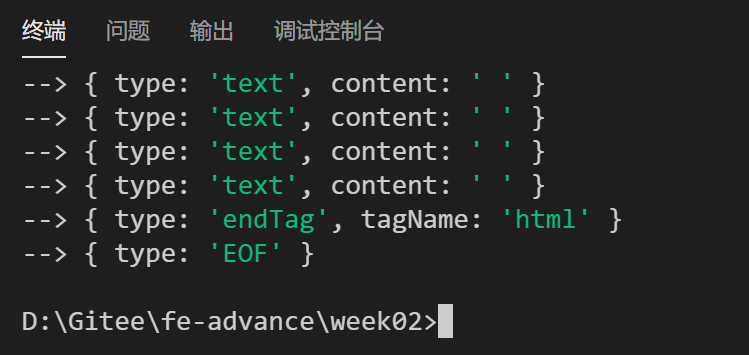 终端 问题 输出 调试控制台
--> { type: 'text', content: ' ' }
--> { type: 'text', content: ' ' }
--> { type: 'text', content: ' ' }
--> { type: 'text', content: ' ' }
--> { type: 'endTag', tagName: 'html' }
--> { type: 'EOF' }
D:\Gitee\fe-advance\week02>